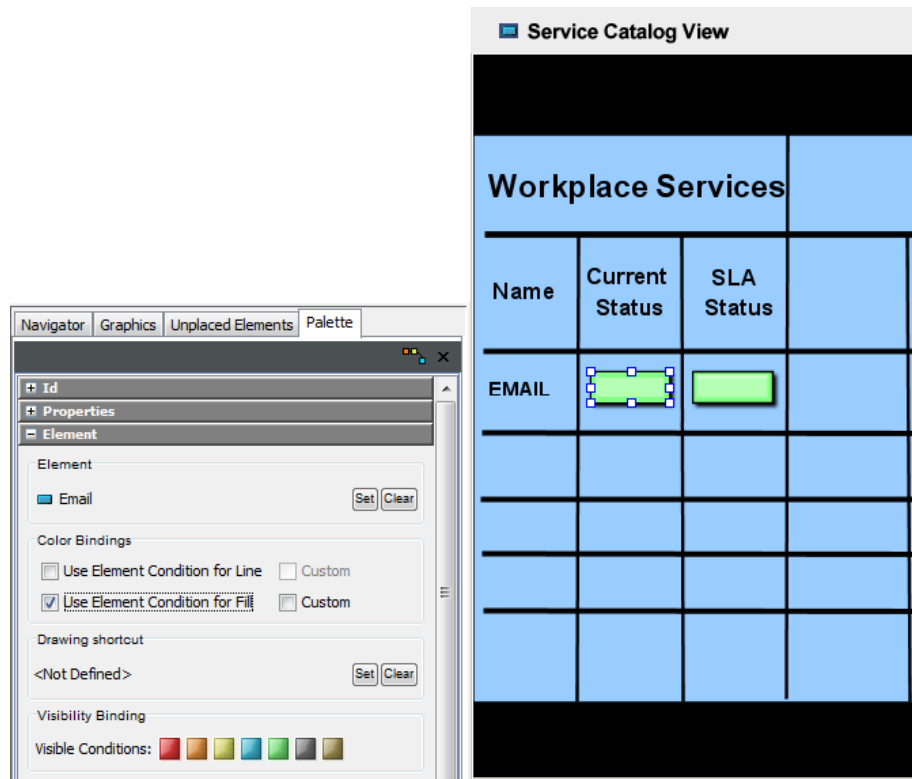 Service Catalog View
Workplace Services
Name
Current
Status
SLA
Status
EMAIL
Navigator
Graphics
Unplaced Elements
Palette
Id
Properties
Element
Element
Email
Set
Clear
Color Bindings
Use Element Condition for Line
Custom
Use Element Condition for Fill
Custom
Drawing shortcut
<Not Defined>
Set
Clear
Visibility Binding
Visible Conditions: